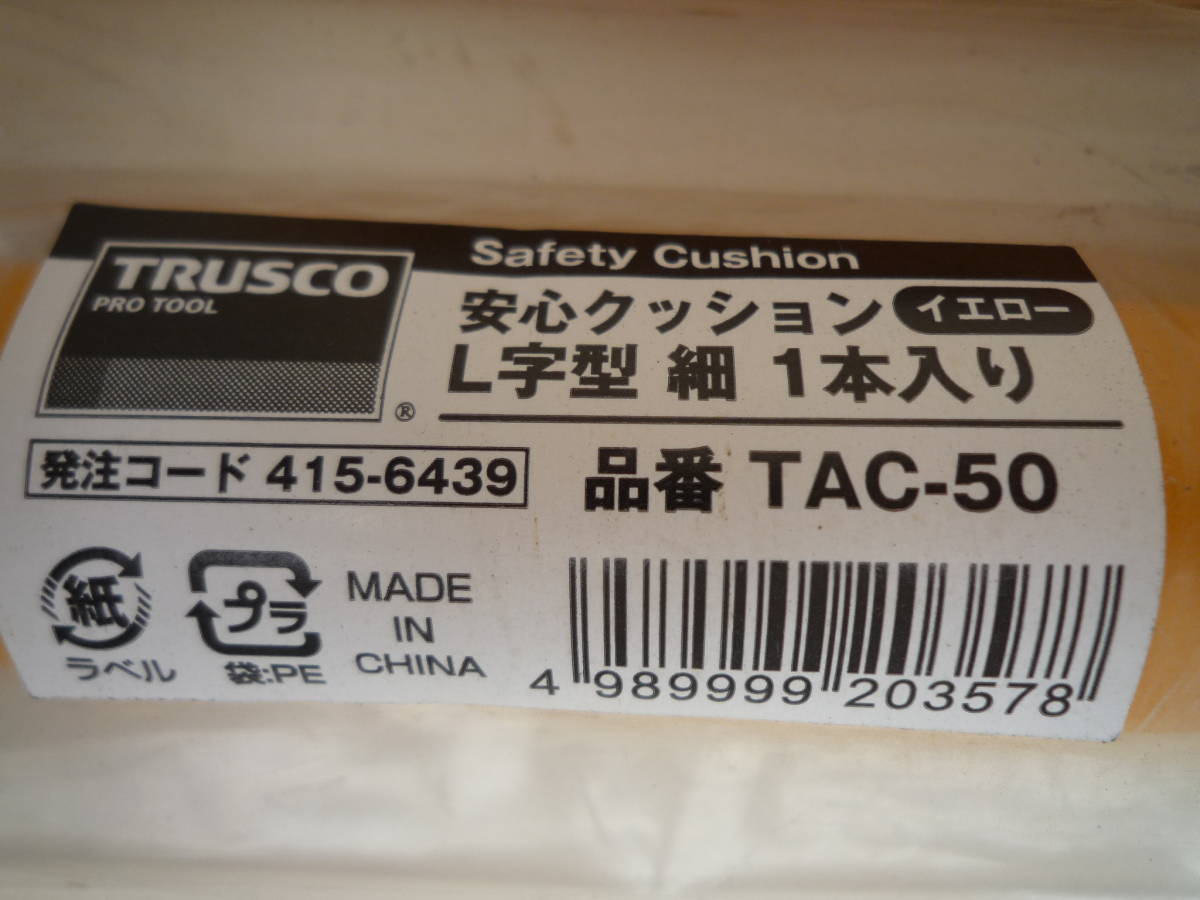 Safety Cushion
TRUSCO
PRO TOOL
®
安心クッション イエロー
L字型 細 1本入り
発注コード 415-6439
品番 TAC-50
紙
ラベル
プラ
袋:PE
MADE
IN
CHINA
4 989999 203578